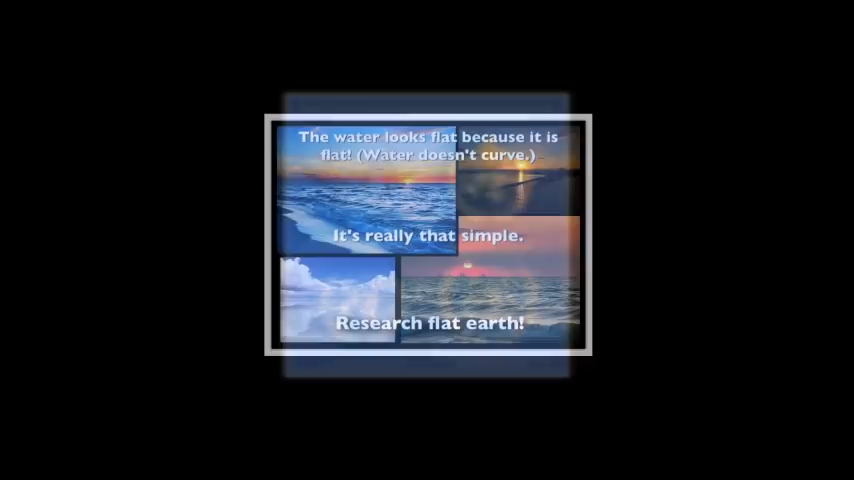 The water looks flat because it is
flat! (Water doesn't curve.)
It's really that simple.
Research flat earth!